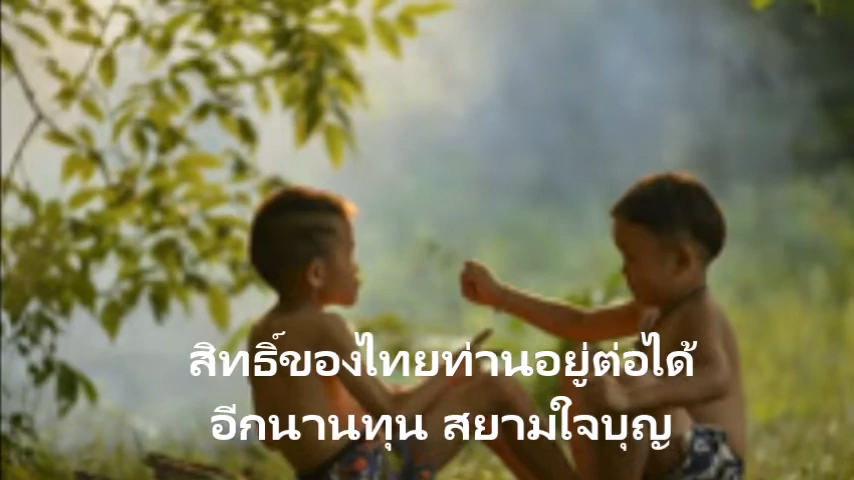 สิทธิ์ของไทยท่านอยู่ต่อได้
อีกนานทุน สยามใจบุญ